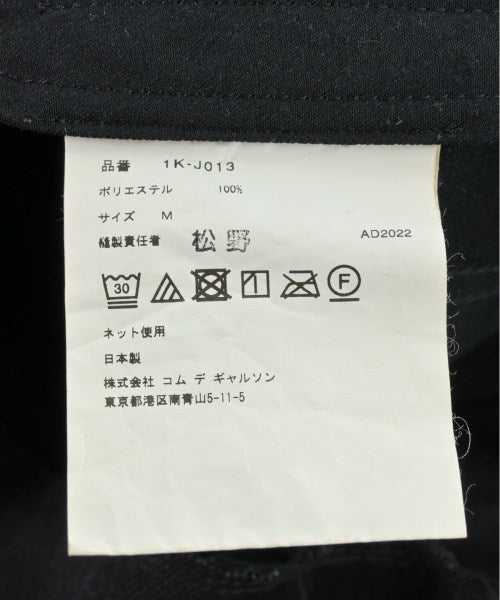 品番 1K-J013
ポリエステル 100%
サイズ M
縫製責任者 松野 AD2022
30 F
ネット使用
日本製
株式会社 コム デ ギャルソン
東京都港区南青山5-11-5